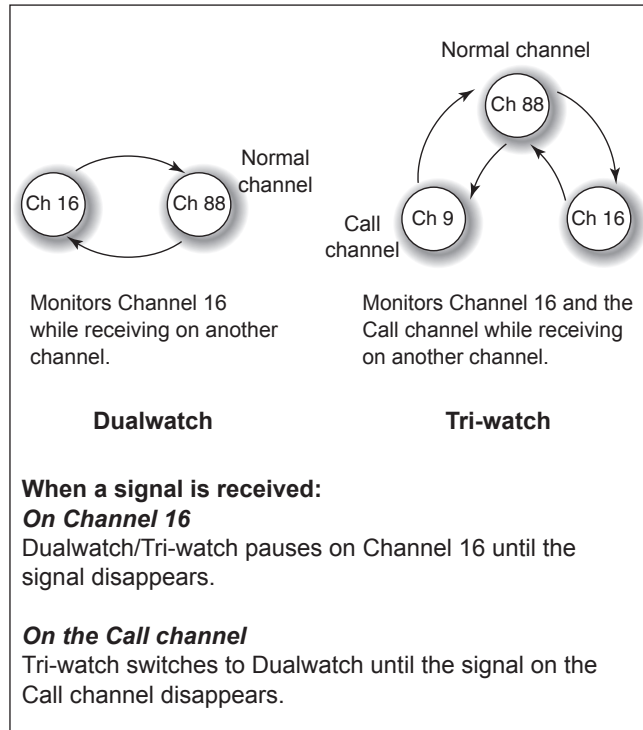 Ch 16
Ch 88
Normal
channel
Monitors Channel 16
while receiving on another
channel.
Dualwatch
Normal channel
Ch 88
Call
channel
Ch 9
Ch 16
Monitors Channel 16 and the
Call channel while receiving
on another channel.
Tri-watch
When a signal is received:
On Channel 16
Dualwatch/Tri-watch pauses on Channel 16 until the
signal disappears.
On the Call channel
Tri-watch switches to Dualwatch until the signal on the
Call channel disappears.